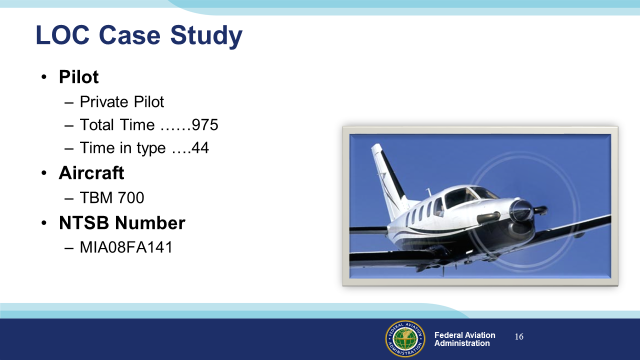 LOC Case Study
• Pilot
– Private Pilot
– Total Time ……975
– Time in type ….44
• Aircraft
– TBM 700
• NTSB Number
– MIA08FA141
Federal Aviation
Administration
16